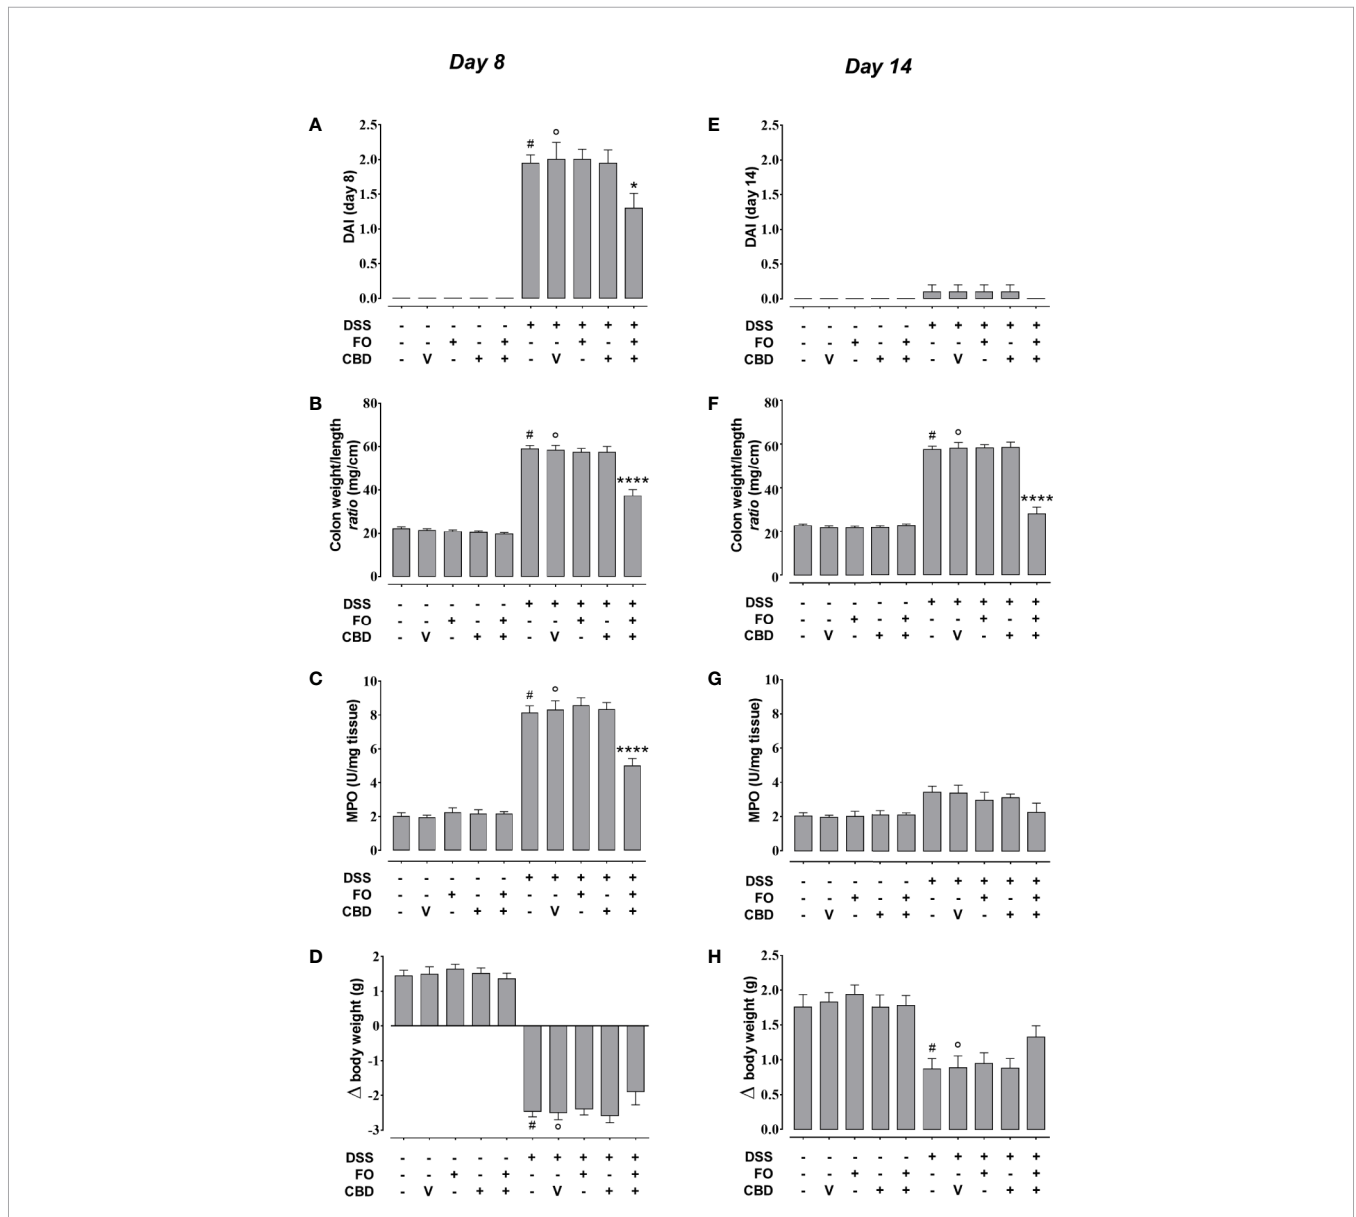 Day 8
Day 14
A
2.5
2.0
1.5
1.0
0.5
0.0
DAI (day 8)
#
°
*
DSS - - - - - + + + + +
FO - - + - + - - + - +
CBD - V - + + - V - + +
E
2.5
2.0
1.5
1.0
0.5
0.0
DAI (day 14)
DSS - - - - - + + + + +
FO - - + - + - - + - +
CBD - V - + + - V - + +
B
80
60
40
20
0
Colon weight/length
ratio (mg/cm)
#
°
****
DSS - - - - - + + + + +
FO - - + - + - - + - +
CBD - V - + + - V - + +
F
80
60
40
20
0
Colon weight/length
ratio (mg/cm)
#
°
****
DSS - - - - - + + + + +
FO - - + - + - - + - +
CBD - V - + + - V - + +
C
10
8
6
4
2
0
MPO (U/mg tissue)
#
°
****
DSS - - - - - + + + + +
FO - - + - + - - + - +
CBD - V - + + - V - + +
G
10
8
6
4
2
0
MPO (U/mg tissue)
DSS - - - - - + + + + +
FO - - + - + - - + - +
CBD - V - + + - V - + +
D
2
1
0
-1
-2
-3
Δ body weight (g)
#
°
DSS - - - - - + + + + +
FO - - + - + - - + - +
CBD - V - + + - V - + +
H
2.5
2.0
1.5
1.0
0.5
0.0
Δ body weight (g)
#
°
DSS - - - - - + + + + +
FO - - + - + - - + - +
CBD - V - + + - V - + +